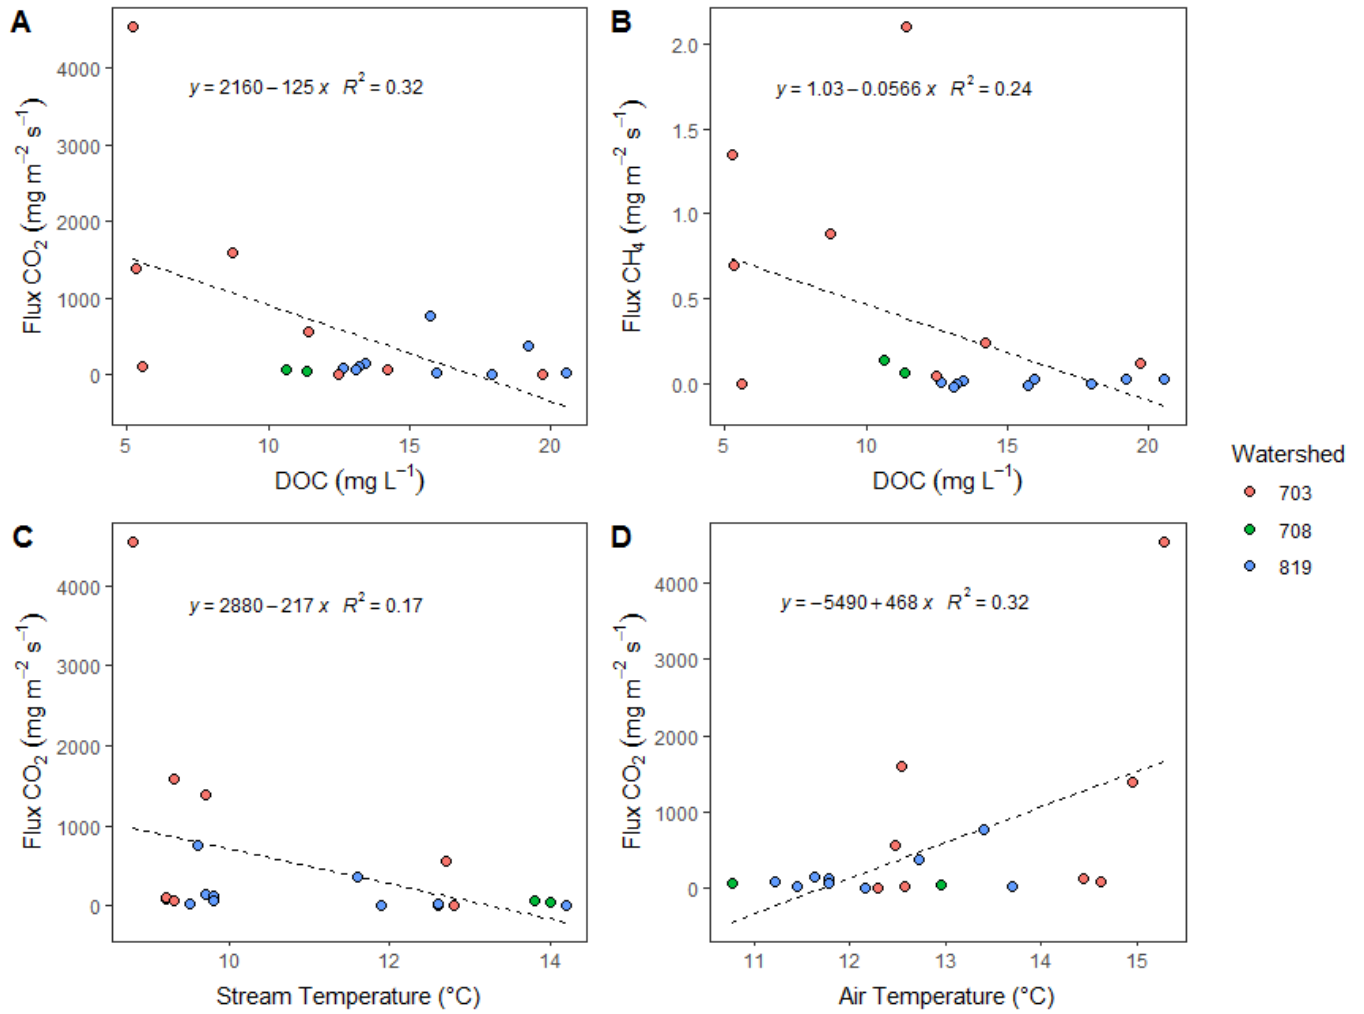 A
Flux CO₂ (mg m⁻² s⁻¹)
4000
3000
2000
1000
0
y = 2160 − 125 x R² = 0.32
5
10
15
20
DOC (mg L⁻¹)
B
Flux CH₄ (mg m⁻² s⁻¹)
2.0
1.5
1.0
0.5
0.0
y = 1.03 − 0.0566 x R² = 0.24
5
10
15
20
DOC (mg L⁻¹)
Watershed
703
708
819
C
Flux CO₂ (mg m⁻² s⁻¹)
4000
3000
2000
1000
0
y = 2880 − 217 x R² = 0.17
10
12
14
Stream Temperature (°C)
D
Flux CO₂ (mg m⁻² s⁻¹)
4000
3000
2000
1000
0
y = −5490 + 468 x R² = 0.32
11
12
13
14
15
Air Temperature (°C)